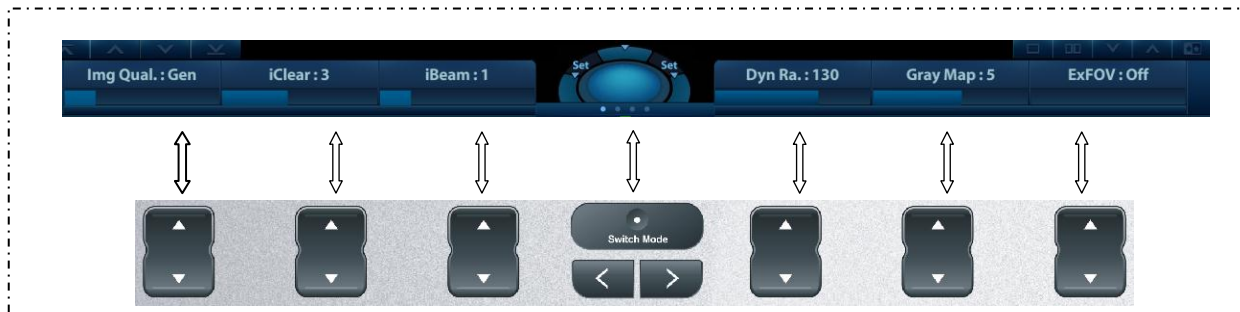 Set Set
Img Qual. : Gen iClear : 3 iBeam : 1 Dyn Ra. : 130 Gray Map : 5 ExFOV : Off
Switch Mode